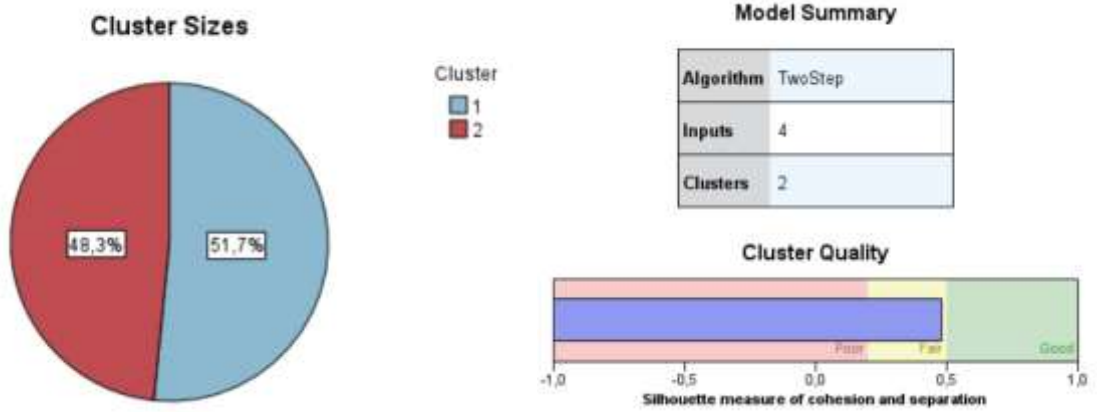 Cluster Sizes
Cluster
1
2
48,3%
51,7%
Model Summary
Algorithm TwoStep
Inputs 4
Clusters 2
Cluster Quality
Poor Fair Good
-1,0 -0,5 0,0 0,5 1,0
Silhouette measure of cohesion and separation